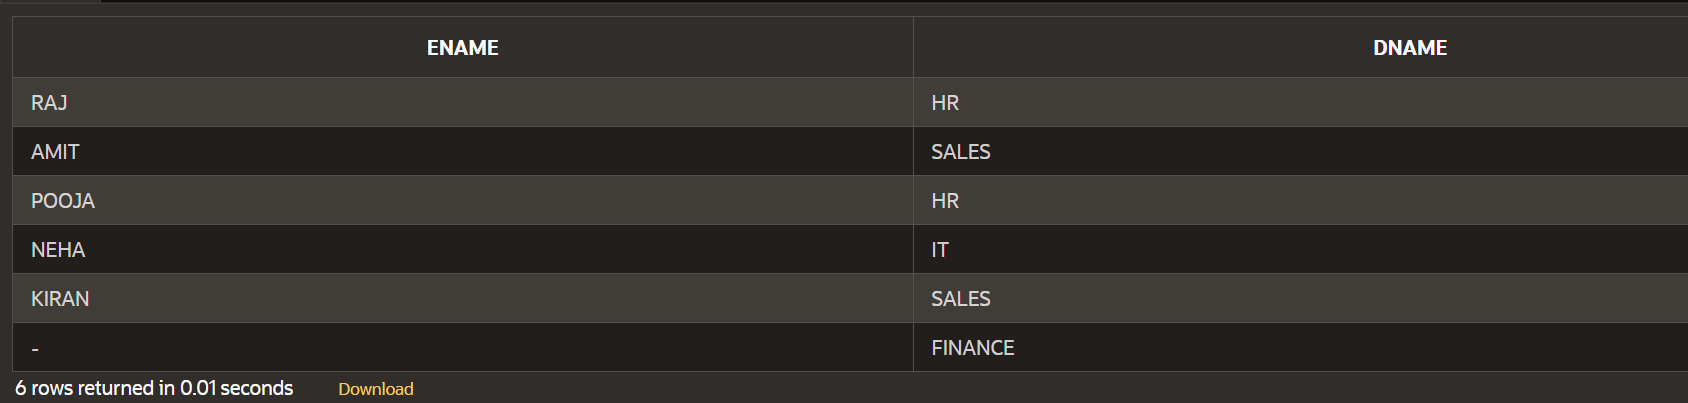 ENAME DNAME
RAJ HR
AMIT SALES
POOJA HR
NEHA IT
KIRAN SALES
- FINANCE
6 rows returned in 0.01 seconds Download